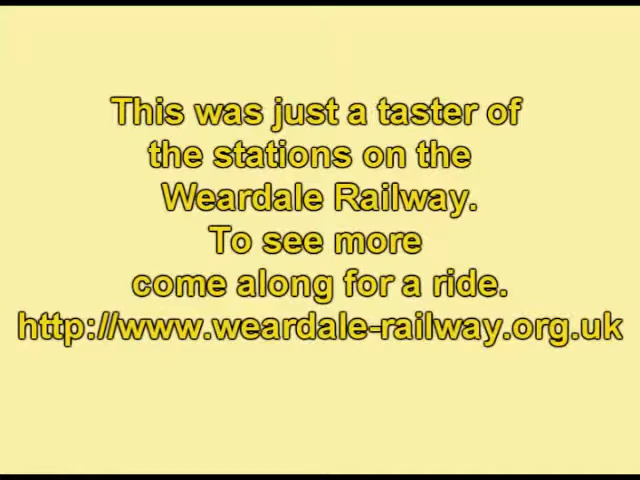 This was just a taster of
the stations on the
Weardale Railway.
To see more
come along for a ride.
http://www.weardale-railway.org.uk